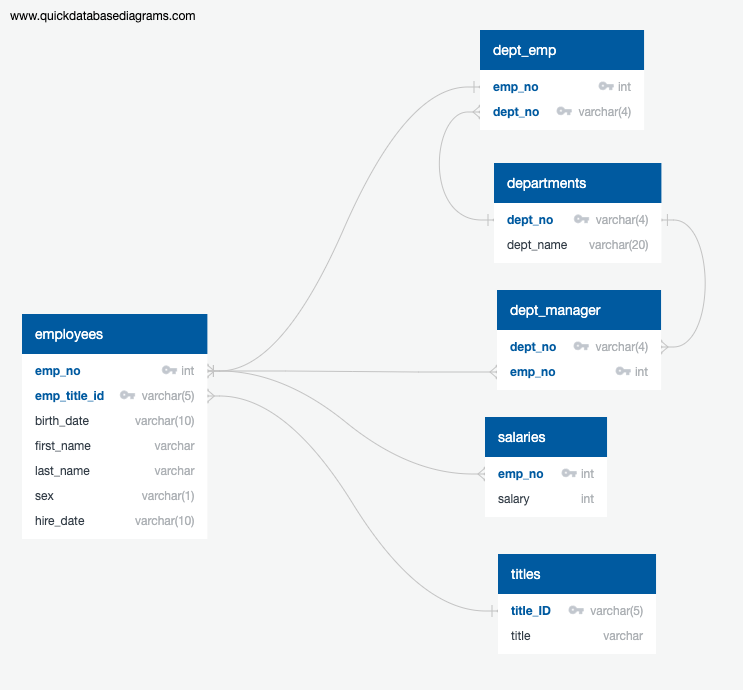 www.quickdatabasediagrams.com
dept_emp
emp_no int
dept_no varchar(4)
departments
dept_no varchar(4)
dept_name varchar(20)
dept_manager
dept_no varchar(4)
emp_no int
employees
emp_no int
emp_title_id varchar(5)
birth_date varchar(10)
first_name varchar
last_name varchar
sex varchar(1)
hire_date varchar(10)
salaries
emp_no int
salary int
titles
title_ID varchar(5)
title varchar